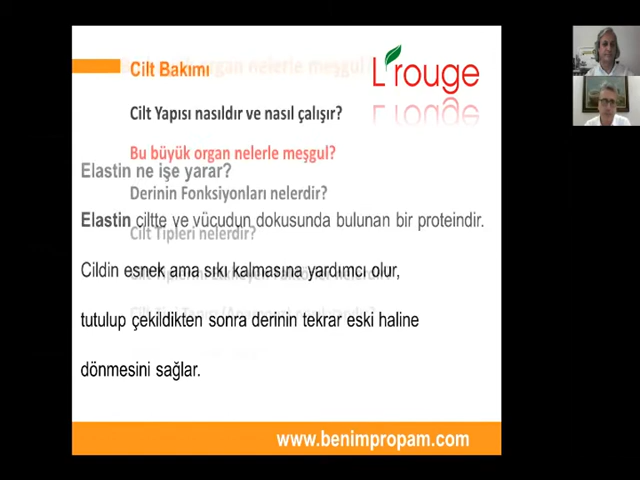 Cilt Bakımı
organ nelerle meşgul?
L'rouge
Cilt Yapısı nasıldır ve nasıl çalışır?
Bu büyük organ nelerle meşgul?
Elastin ne işe yarar?
Derinin Fonksiyonları nelerdir?
Elastin ciltte ve vücudun dokusunda bulunan bir proteindir.
Cilt Tipleri nelerdir?
Cildin esnek ama sıkı kalmasına yardımcı olur,
tutulup çekildikten sonra derinin tekrar eski haline
dönmesini sağlar.
www.benimpropam.com